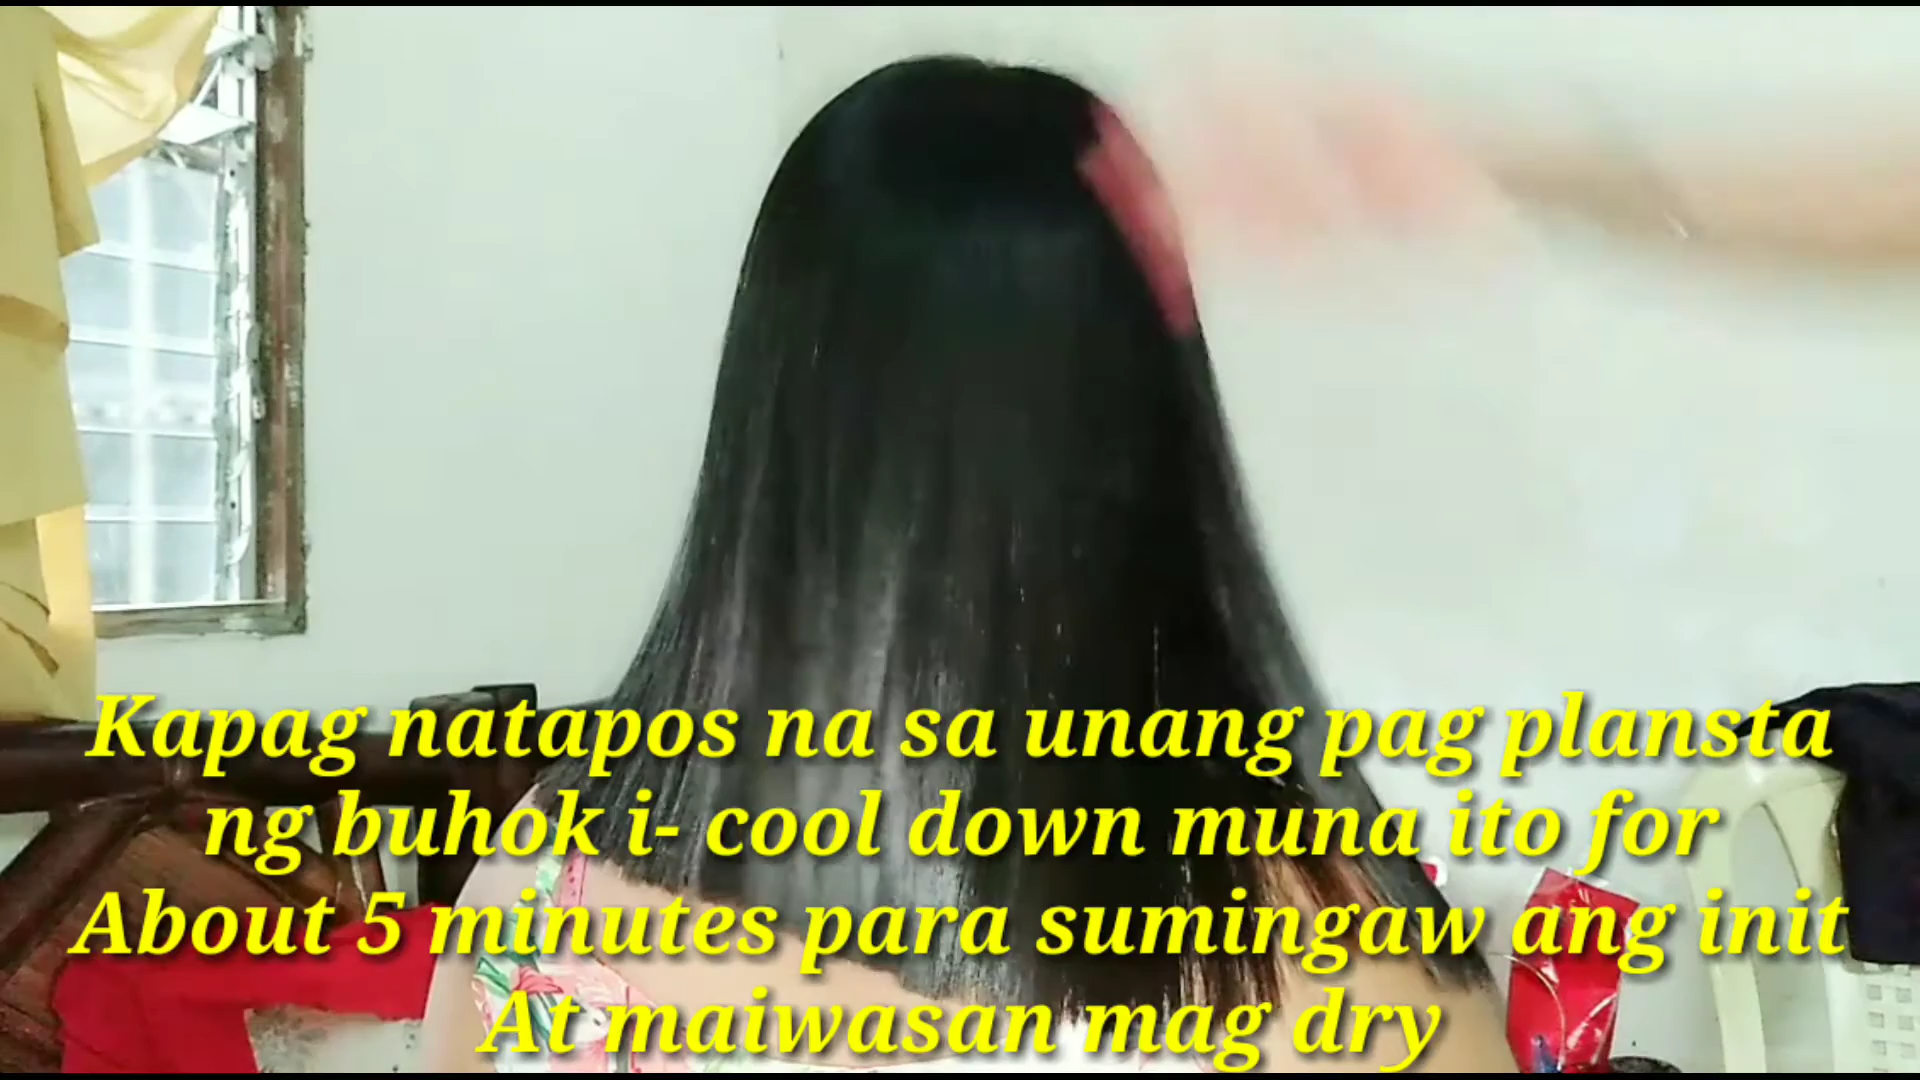 Kapag natapos na sa unang pag plansta
ng buhok i- cool down muna ito for
About 5 minutes para sumingaw ang init
At maiwasan mag dry